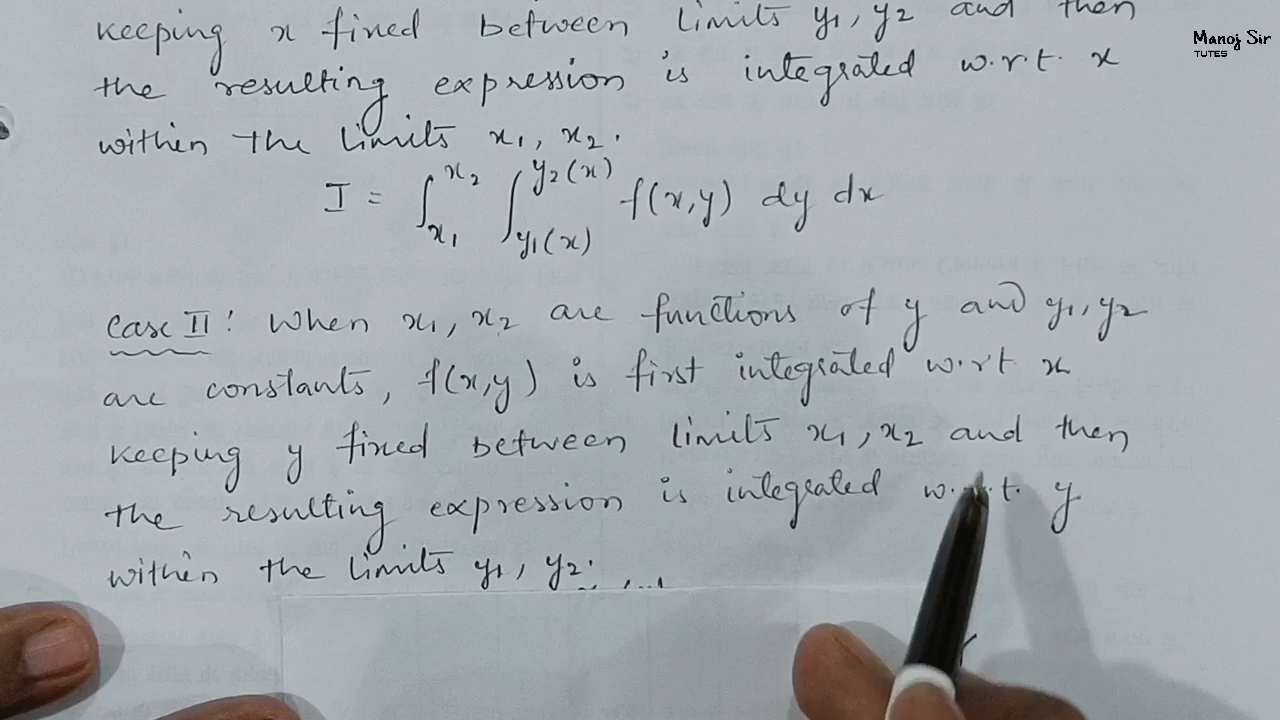 keeping x fixed between limits y₁, y₂ and then
Manoj Sir
TUTES
the resulting expression is integrated w.r.t. x
within the limits x₁, x₂.
I = ∫_{x₁}^{x₂} ∫_{y₁(x)}^{y₂(x)} f(x,y) dy dx
Case II: When x₁, x₂ are functions of y and y₁, y₂
are constants, f(x,y) is first integrated w.r.t x
keeping y fixed between limits x₁, x₂ and then
the resulting expression is integrated w.r.t. y
within the limits y₁, y₂.